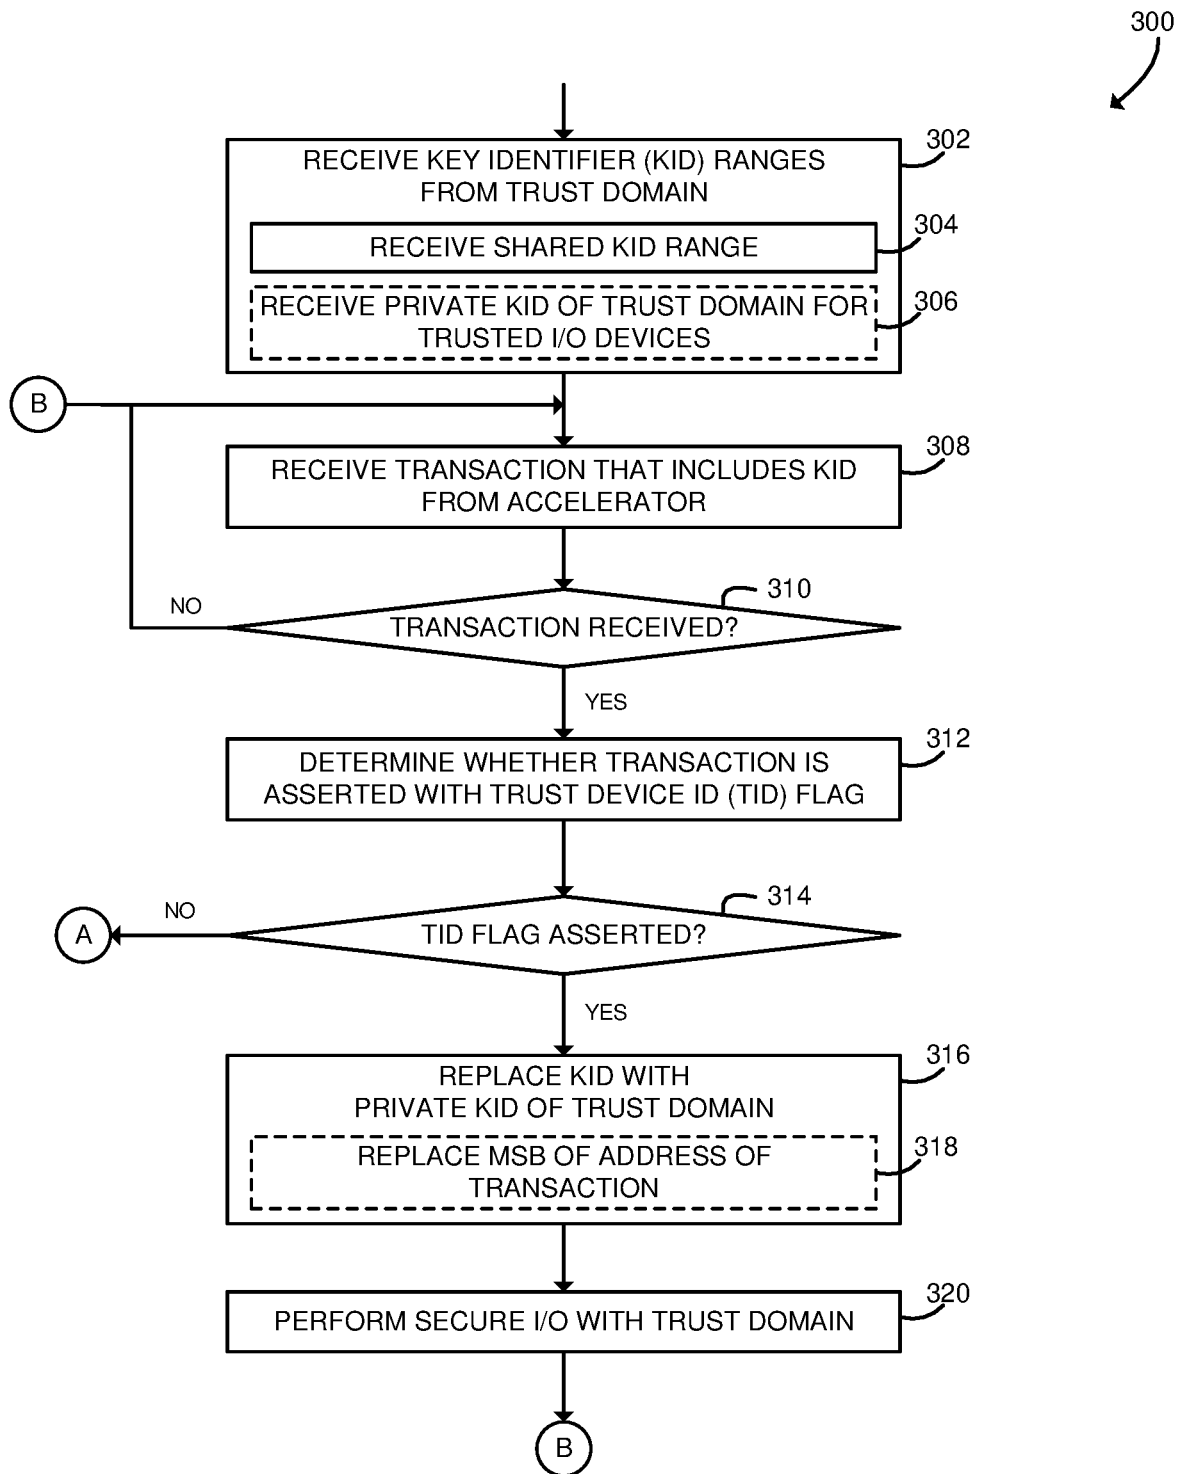 300
302
RECEIVE KEY IDENTIFIER (KID) RANGES
FROM TRUST DOMAIN
304
RECEIVE SHARED KID RANGE
306
RECEIVE PRIVATE KID OF TRUST DOMAIN FOR
TRUSTED I/O DEVICES
B
308
RECEIVE TRANSACTION THAT INCLUDES KID
FROM ACCELERATOR
310
NO
TRANSACTION RECEIVED?
YES
312
DETERMINE WHETHER TRANSACTION IS
ASSERTED WITH TRUST DEVICE ID (TID) FLAG
314
NO
A
TID FLAG ASSERTED?
YES
316
REPLACE KID WITH
PRIVATE KID OF TRUST DOMAIN
318
REPLACE MSB OF ADDRESS OF
TRANSACTION
320
PERFORM SECURE I/O WITH TRUST DOMAIN
B